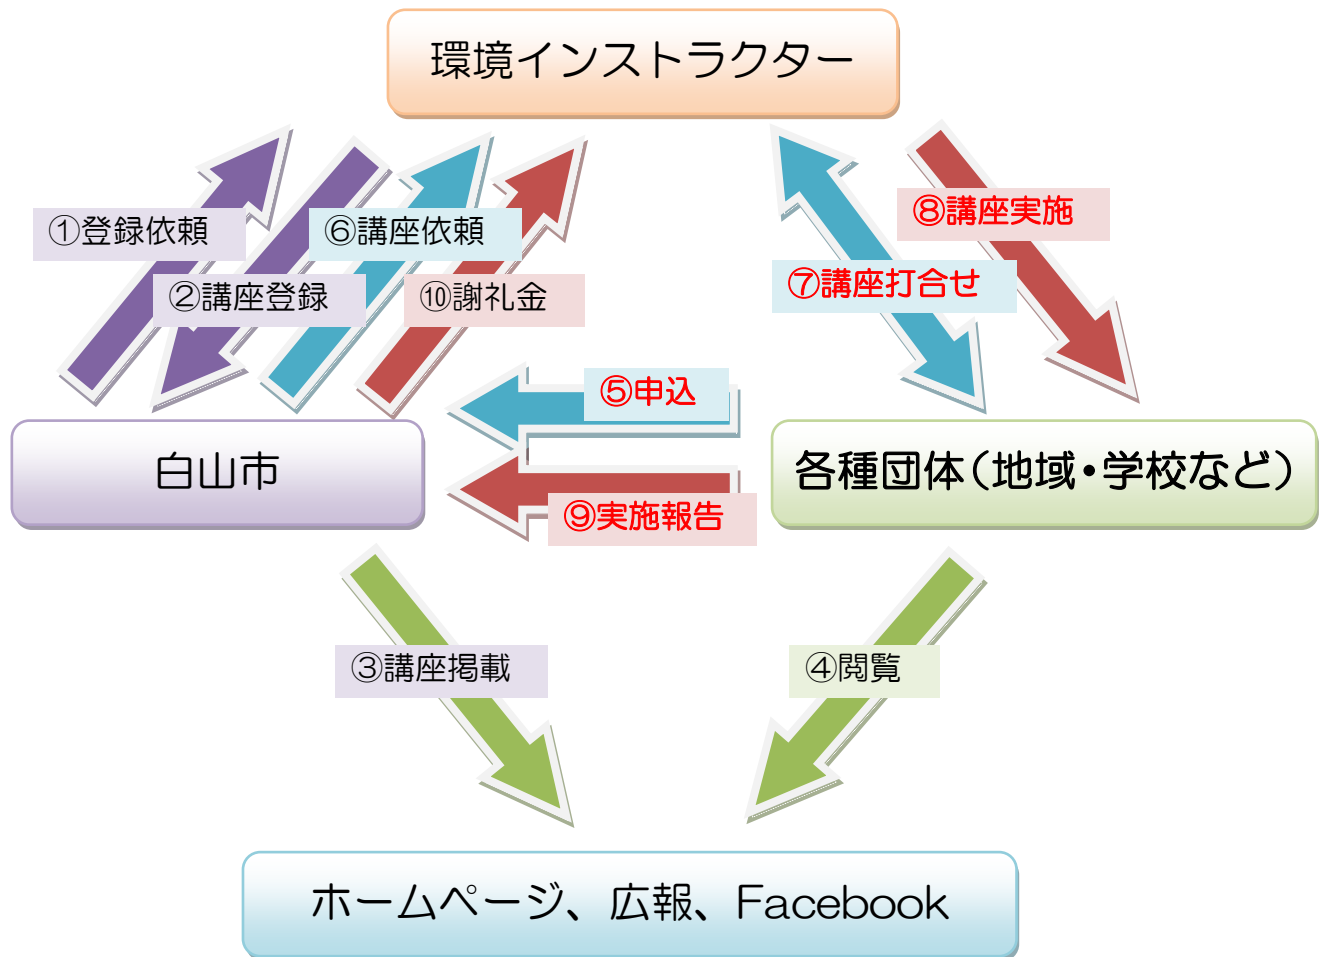 環境インストラクター
①登録依頼
⑥講座依頼
⑧講座実施
②講座登録
⑩謝礼金
⑦講座打合せ
⑤申込
白山市
各種団体(地域・学校など)
⑨実施報告
③講座掲載
④閲覧
ホームページ、広報、Facebook